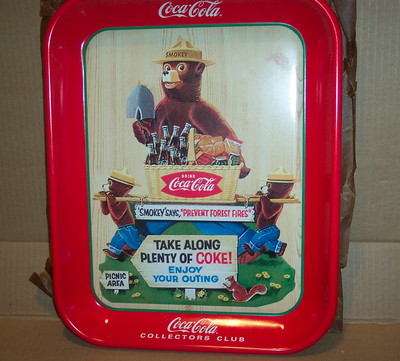 Coca-Cola
SMOKEY
DRINK
Coca-Cola
"SMOKEY" SAYS, "PREVENT FOREST FIRES"
TAKE ALONG
PLENTY OF COKE!
ENJOY
YOUR OUTING
PICNIC
AREA
Coca-Cola
COLLECTORS CLUB